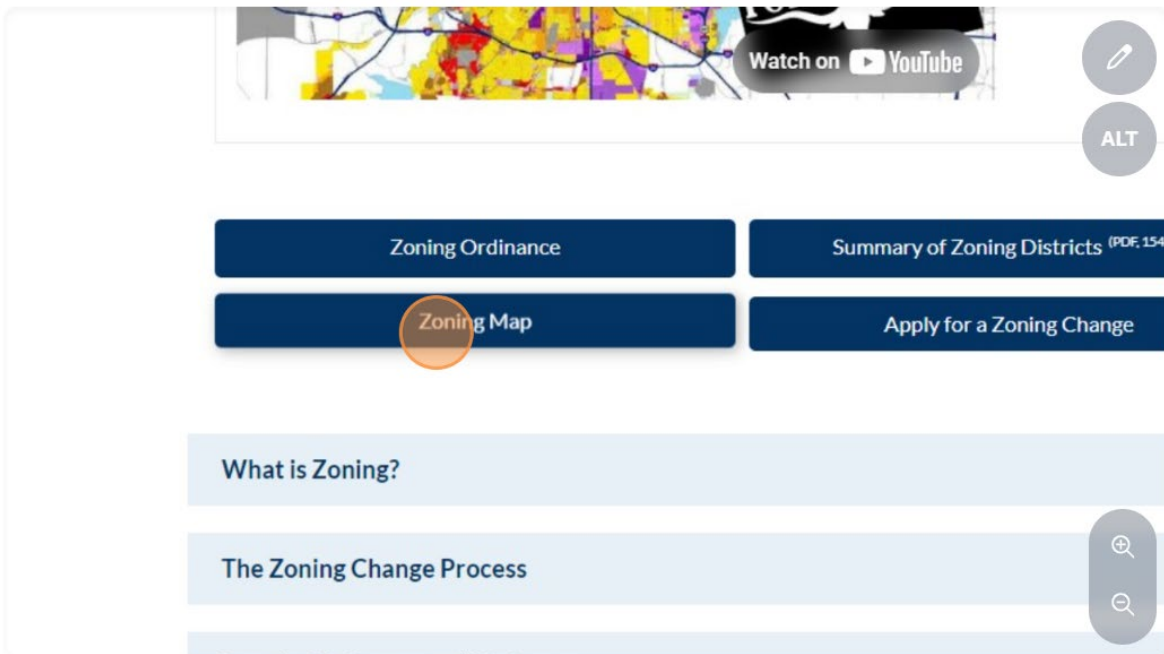 Watch on YouTube
ALT
Zoning Ordinance
Summary of Zoning Districts (PDF, 154
Zoning Map
Apply for a Zoning Change
What is Zoning?
The Zoning Change Process